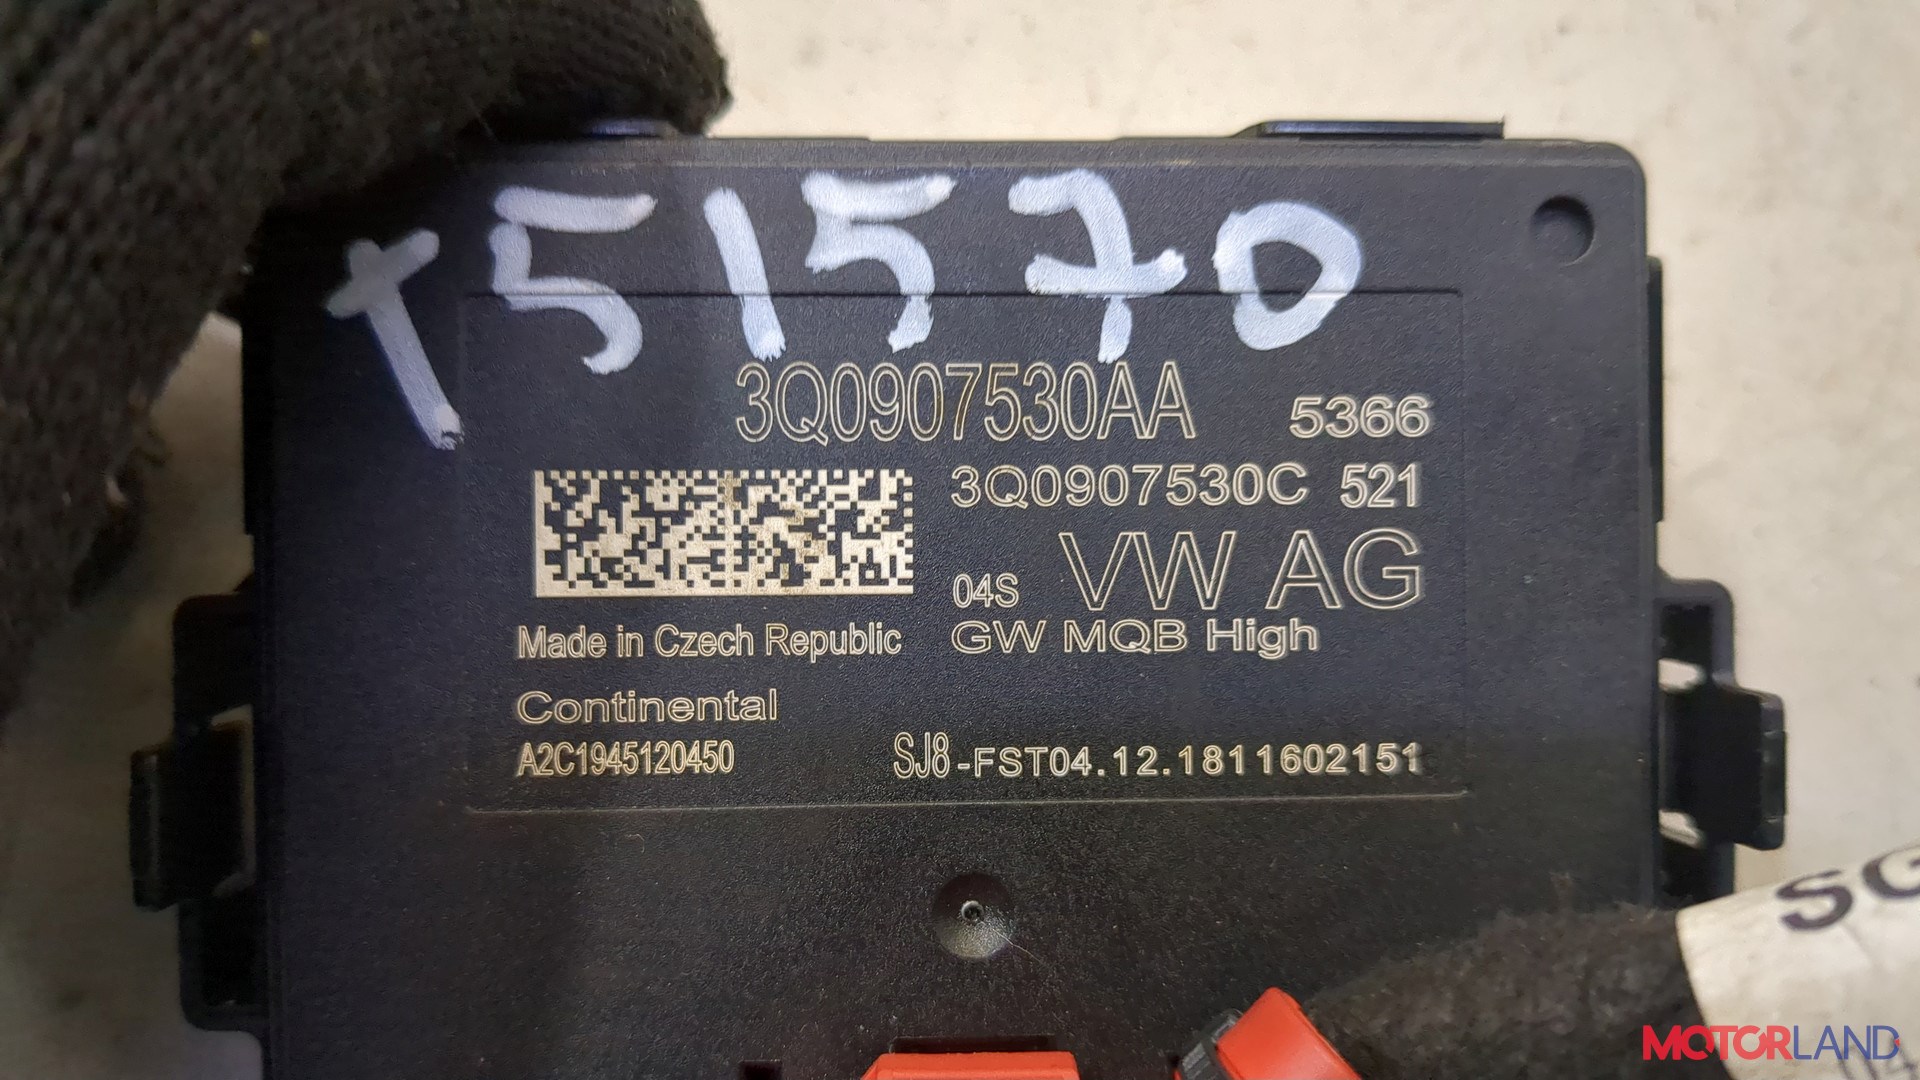 T51570
3Q0907530AA 5366
3Q0907530C 521
04S VW AG
GW MQB High
Made in Czech Republic
Continental
A2C1945120450 SJ8-FST04.12.1811602151
SG
MOTORLAND